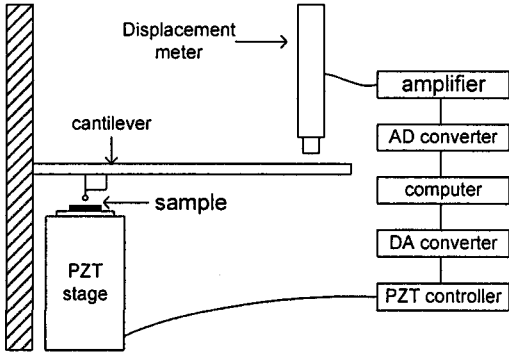 Displacement
meter
cantilever
sample
PZT
stage
amplifier
AD converter
computer
DA converter
PZT controller